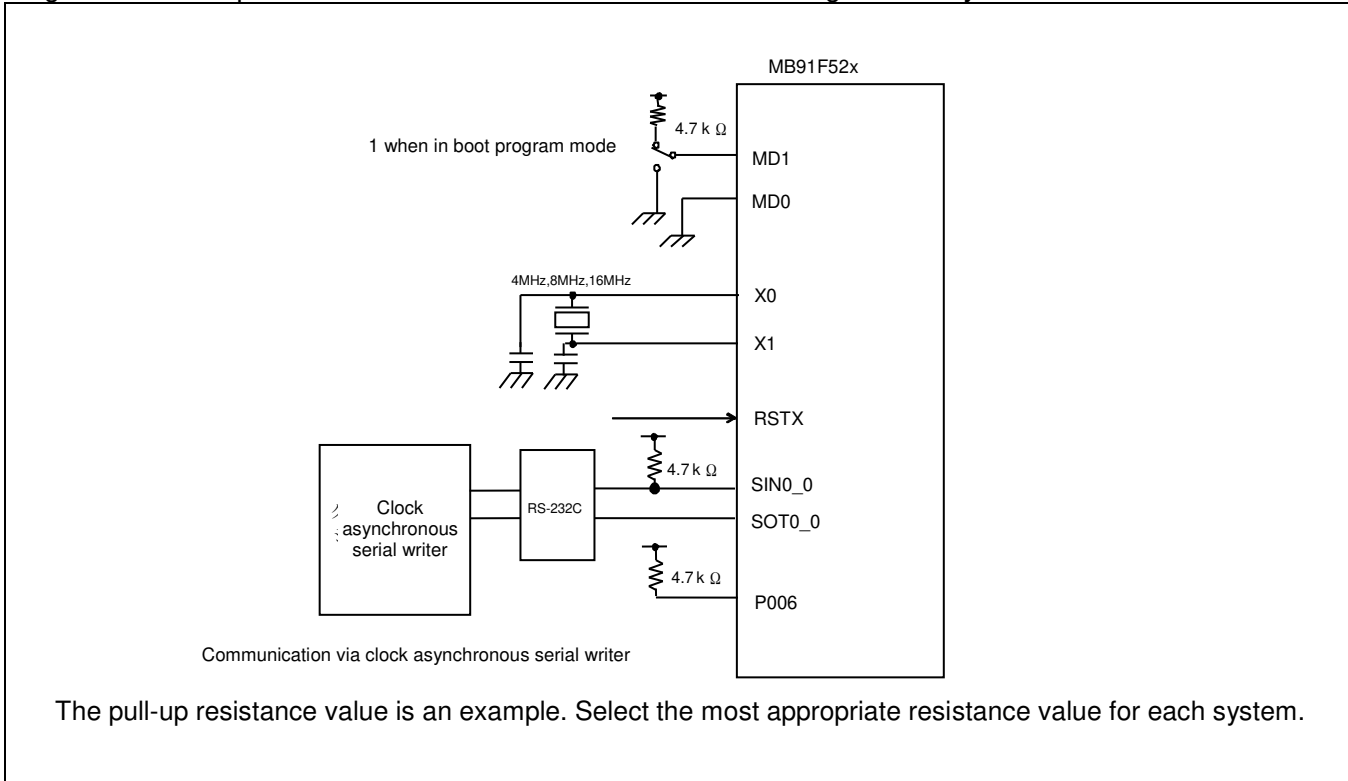 MB91F52x
4.7 k Ω
1 when in boot program mode
MD1
MD0
4MHz,8MHz,16MHz
X0
X1
RSTX
4.7 k Ω
SIN0_0
Clock
asynchronous
serial writer
RS-232C
SOT0_0
4.7 k Ω
P006
Communication via clock asynchronous serial writer
The pull-up resistance value is an example. Select the most appropriate resistance value for each system.